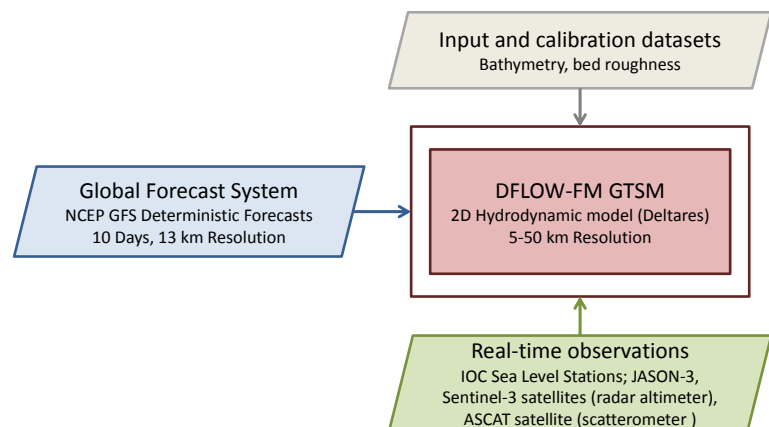 Input and calibration datasets
Bathymetry, bed roughness
Global Forecast System
NCEP GFS Deterministic Forecasts
10 Days, 13 km Resolution
DFLOW-FM GTSM
2D Hydrodynamic model (Deltares)
5-50 km Resolution
Real-time observations
IOC Sea Level Stations; JASON-3,
Sentinel-3 satellites (radar altimeter),
ASCAT satellite (scatterometer )